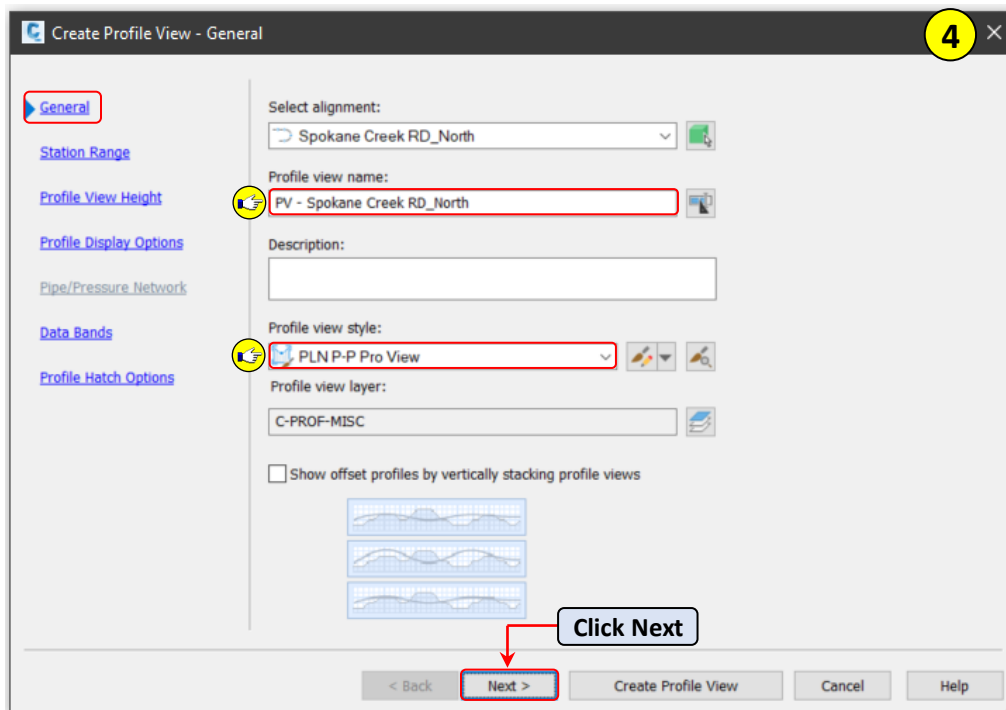 Create Profile View - General
4
General
Station Range
Profile View Height
Profile Display Options
Pipe/Pressure Network
Data Bands
Profile Hatch Options
Select alignment:
Spokane Creek RD_North
Profile view name:
PV - Spokane Creek RD_North
Description:
Profile view style:
PLN P-P Pro View
Profile view layer:
C-PROF-MISC
Show offset profiles by vertically stacking profile views
Click Next
< Back
Next >
Create Profile View
Cancel
Help